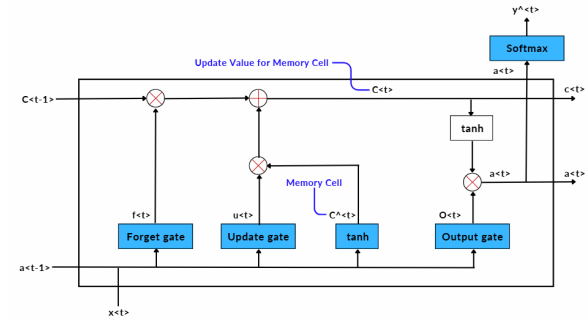 y^<t>
Softmax
Update Value for Memory Cell
a<t>
C<t-1>
C<t>
c<t>
tanh
a<t>
a<t>
Memory Cell
f<t>
u<t>
C^<t>
O<t>
Forget gate
Update gate
tanh
Output gate
a<t-1>
x<t>